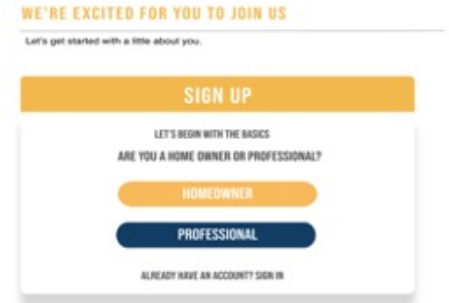 WE'RE EXCITED FOR YOU TO JOIN US
Let's get started with a little about you.
SIGN UP
LET'S BEGIN WITH THE BASICS
ARE YOU A HOME OWNER OR PROFESSIONAL?
HOMEOWNER
PROFESSIONAL
ALREADY HAVE AN ACCOUNT? SIGN IN